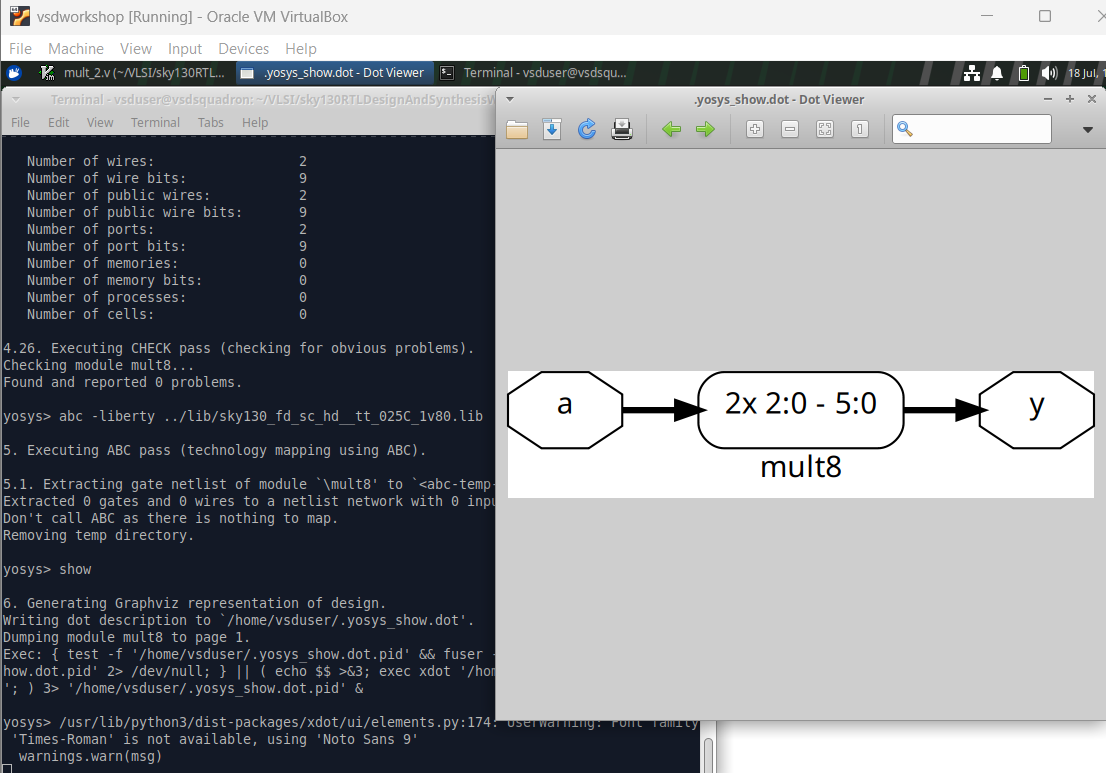 vsdworkshop [Running] - Oracle VM VirtualBox
File Machine View Input Devices Help
mult_2.v (~/VLSI/sky130RTL... .yosys_show.dot - Dot Viewer Terminal - vsduser@vsdsqu... 18 Jul,
Terminal - vsduser@vsdsquadron: ~/VLSI/sky130RTLDesignAndSynthesisW
File Edit View Terminal Tabs Help
Number of wires: 2
Number of wire bits: 9
Number of public wires: 2
Number of public wire bits: 9
Number of ports: 2
Number of port bits: 9
Number of memories: 0
Number of memory bits: 0
Number of processes: 0
Number of cells: 0
4.26. Executing CHECK pass (checking for obvious problems).
Checking module mult8...
Found and reported 0 problems.
yosys> abc -liberty ../lib/sky130_fd_sc_hd__tt_025C_1v80.lib
5. Executing ABC pass (technology mapping using ABC).
5.1. Extracting gate netlist of module `\mult8' to `<abc-temp-
Extracted 0 gates and 0 wires to a netlist network with 0 inpu
Don't call ABC as there is nothing to map.
Removing temp directory.
yosys> show
6. Generating Graphviz representation of design.
Writing dot description to `/home/vsduser/.yosys_show.dot'.
Dumping module mult8 to page 1.
Exec: { test -f '/home/vsduser/.yosys_show.dot.pid' && fuser -
how.dot.pid' 2> /dev/null; } || ( echo $$ >&3; exec xdot '/hom
'; ) 3> '/home/vsduser/.yosys_show.dot.pid' &
yosys> /usr/lib/python3/dist-packages/xdot/ui/elements.py:174: UserWarning: Font family
'Times-Roman' is not available, using 'Noto Sans 9'
warnings.warn(msg)
.yosys_show.dot - Dot Viewer
1
a
2x 2:0 - 5:0
y
mult8